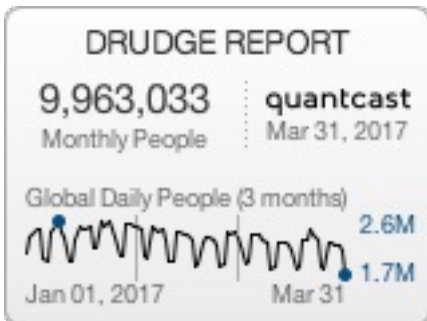 DRUDGE REPORT
9,963,033
Monthly People
quantcast
Mar 31, 2017
Global Daily People (3 months)
2.6M
1.7M
Jan 01, 2017 Mar 31